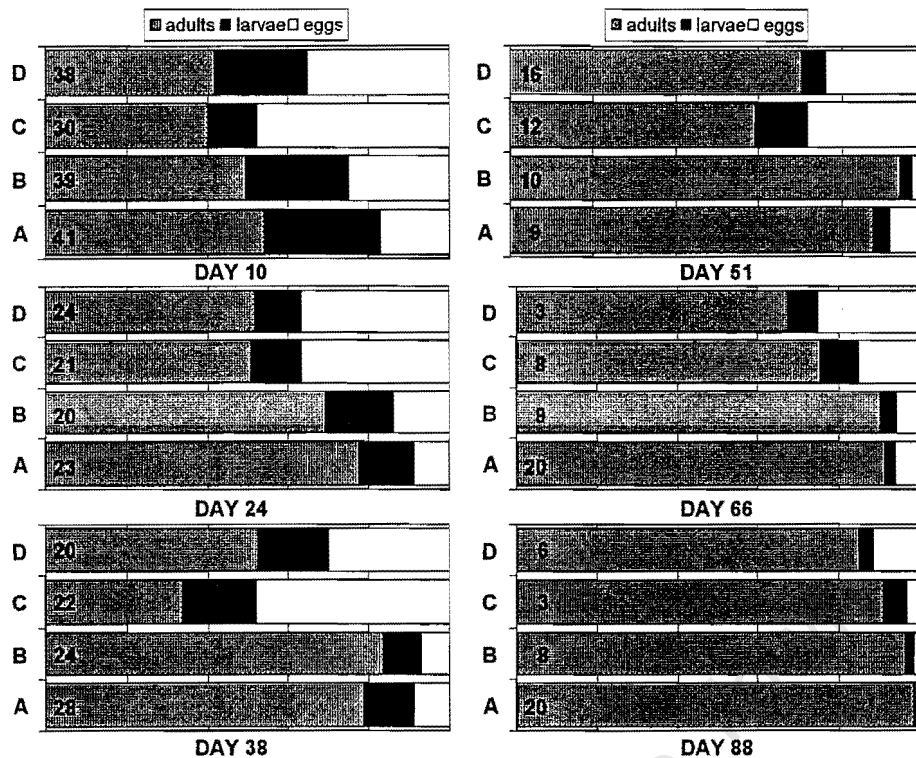 adults larvae eggs
D 38
C 30
B 38
A 41
DAY 10
D 24
C 21
B 20
A 23
DAY 24
D 20
C 22
B 24
A 28
DAY 38
adults larvae eggs
D 16
C 12
B 10
A 9
DAY 51
D 3
C 8
B 9
A 20
DAY 66
D 6
C 3
B 8
A 20
DAY 88